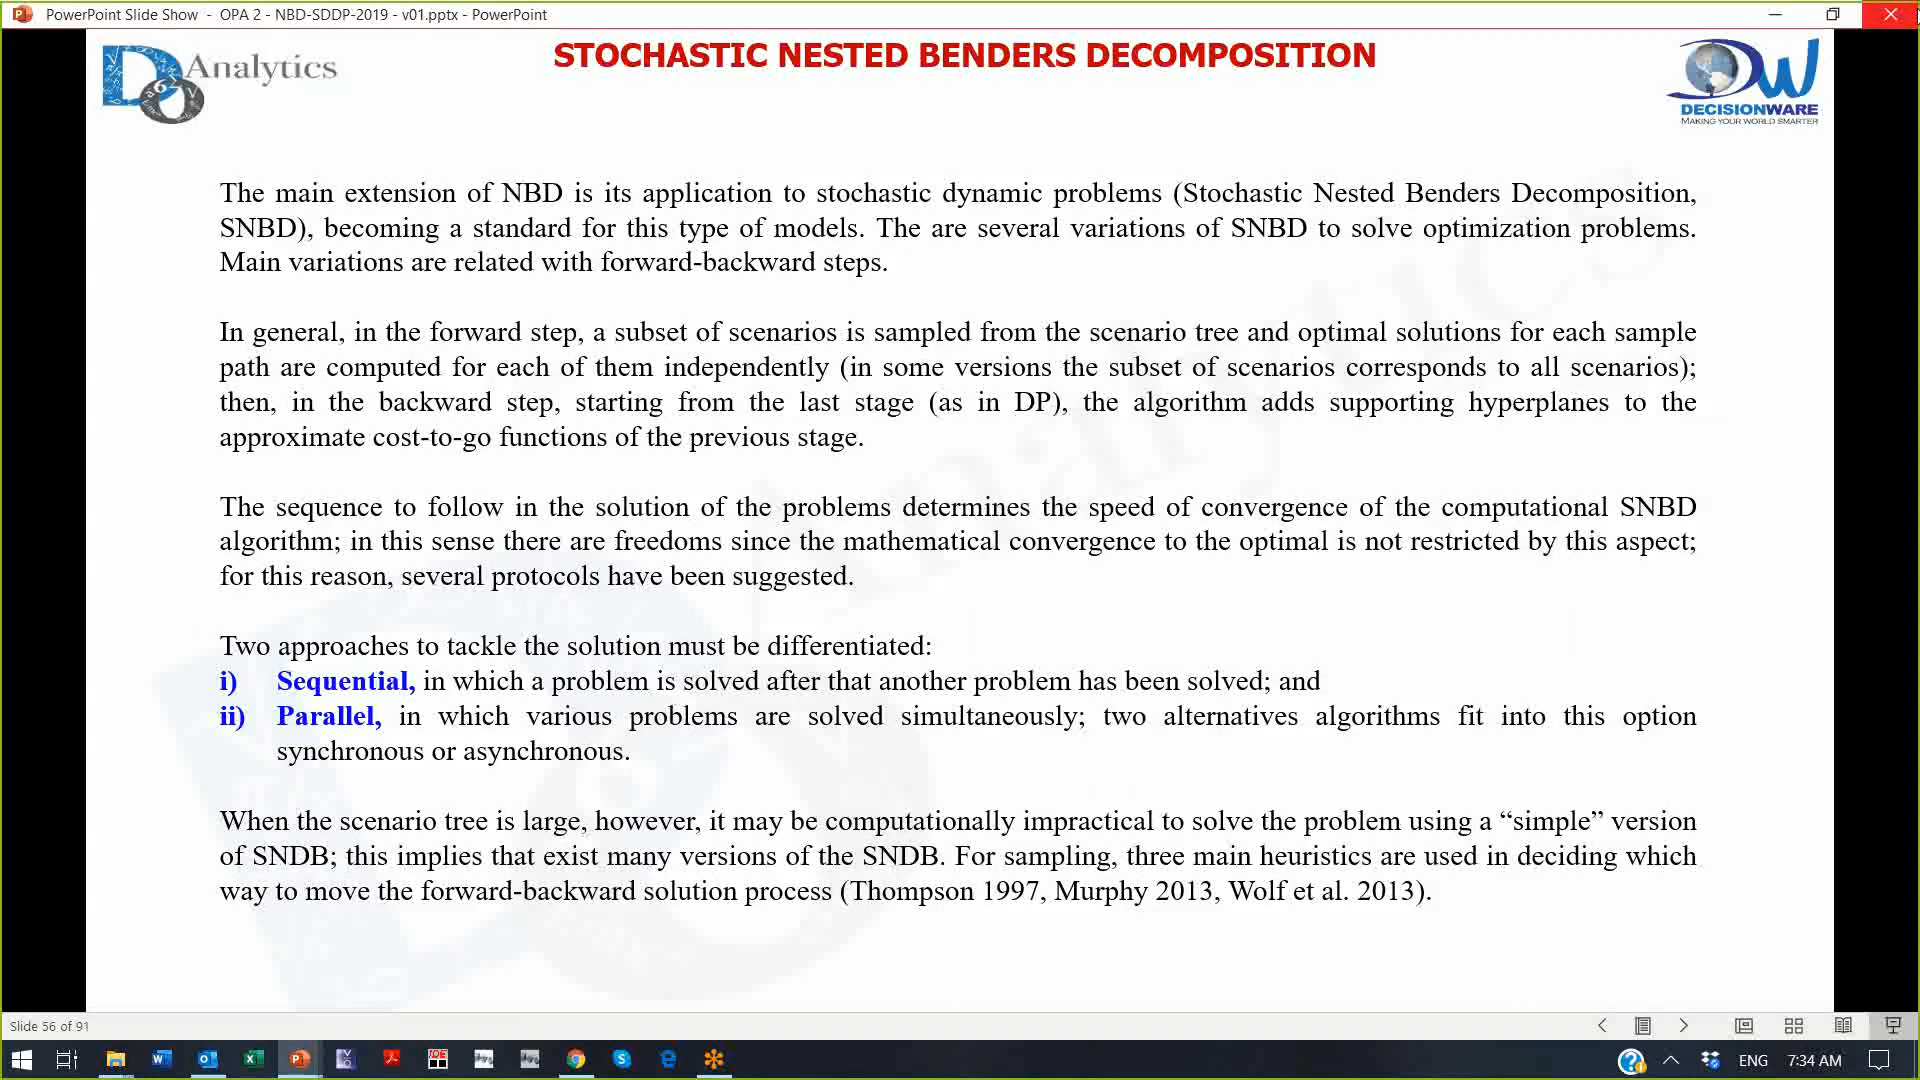 PowerPoint Slide Show - OPA 2 - NBD-SDDP-2019 - v01.pptx - PowerPoint
Analytics
STOCHASTIC NESTED BENDERS DECOMPOSITION
DW
DECISIONWARE
MAKING YOUR WORLD SMARTER
The main extension of NBD is its application to stochastic dynamic problems (Stochastic Nested Benders Decomposition,
SNBD), becoming a standard for this type of models. The are several variations of SNBD to solve optimization problems.
Main variations are related with forward-backward steps.
In general, in the forward step, a subset of scenarios is sampled from the scenario tree and optimal solutions for each sample
path are computed for each of them independently (in some versions the subset of scenarios corresponds to all scenarios);
then, in the backward step, starting from the last stage (as in DP), the algorithm adds supporting hyperplanes to the
approximate cost-to-go functions of the previous stage.
The sequence to follow in the solution of the problems determines the speed of convergence of the computational SNBD
algorithm; in this sense there are freedoms since the mathematical convergence to the optimal is not restricted by this aspect;
for this reason, several protocols have been suggested.
Two approaches to tackle the solution must be differentiated:
i) Sequential, in which a problem is solved after that another problem has been solved; and
ii) Parallel, in which various problems are solved simultaneously; two alternatives algorithms fit into this option
synchronous or asynchronous.
When the scenario tree is large, however, it may be computationally impractical to solve the problem using a “simple” version
of SNDB; this implies that exist many versions of the SNDB. For sampling, three main heuristics are used in deciding which
way to move the forward-backward solution process (Thompson 1997, Murphy 2013, Wolf et al. 2013).
Slide 56 of 91
ENG
7:34 AM